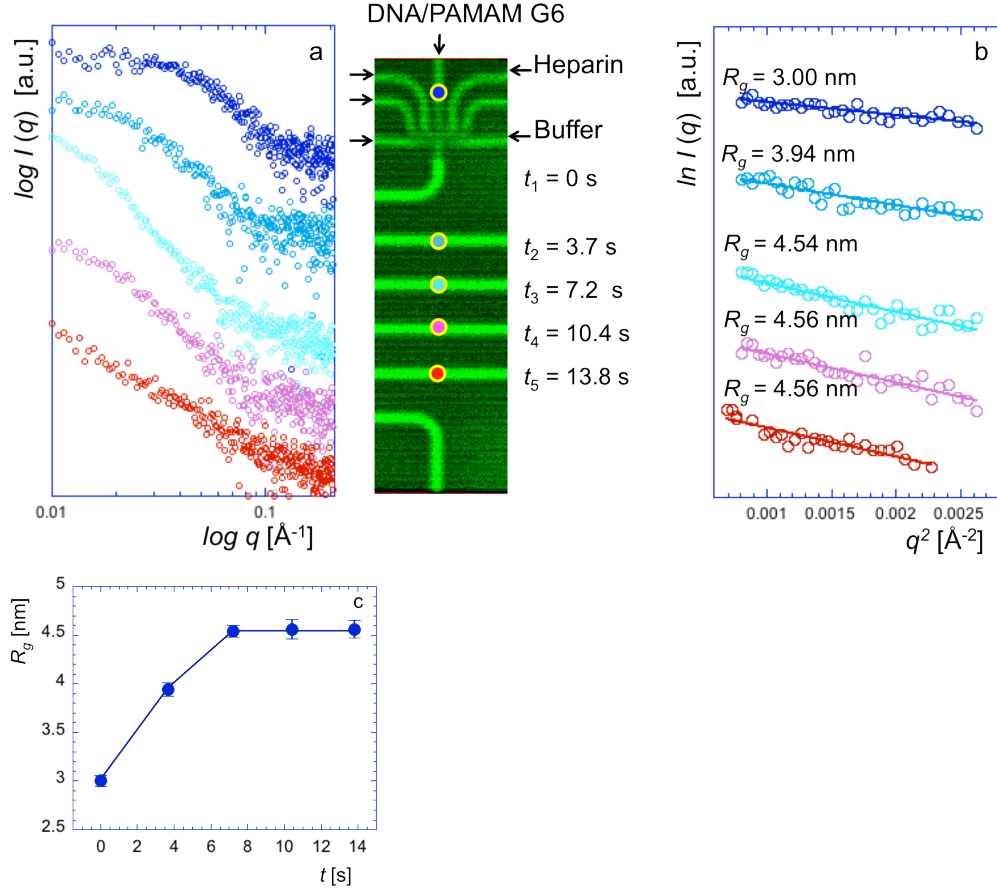 DNA/PAMAM G6
a
log I (q) [a.u.]
0.01
0.1
log q [Å-1]
Heparin
Buffer
t1 = 0 s
t2 = 3.7 s
t3 = 7.2 s
t4 = 10.4 s
t5 = 13.8 s
b
ln I (q) [a.u.]
Rg = 3.00 nm
Rg = 3.94 nm
Rg = 4.54 nm
Rg = 4.56 nm
Rg = 4.56 nm
0.001
0.0015
0.002
0.0025
q2 [Å-2]
c
Rg [nm]
5
4.5
4
3.5
3
2.5
0
2
4
6
8
10
12
14
t [s]